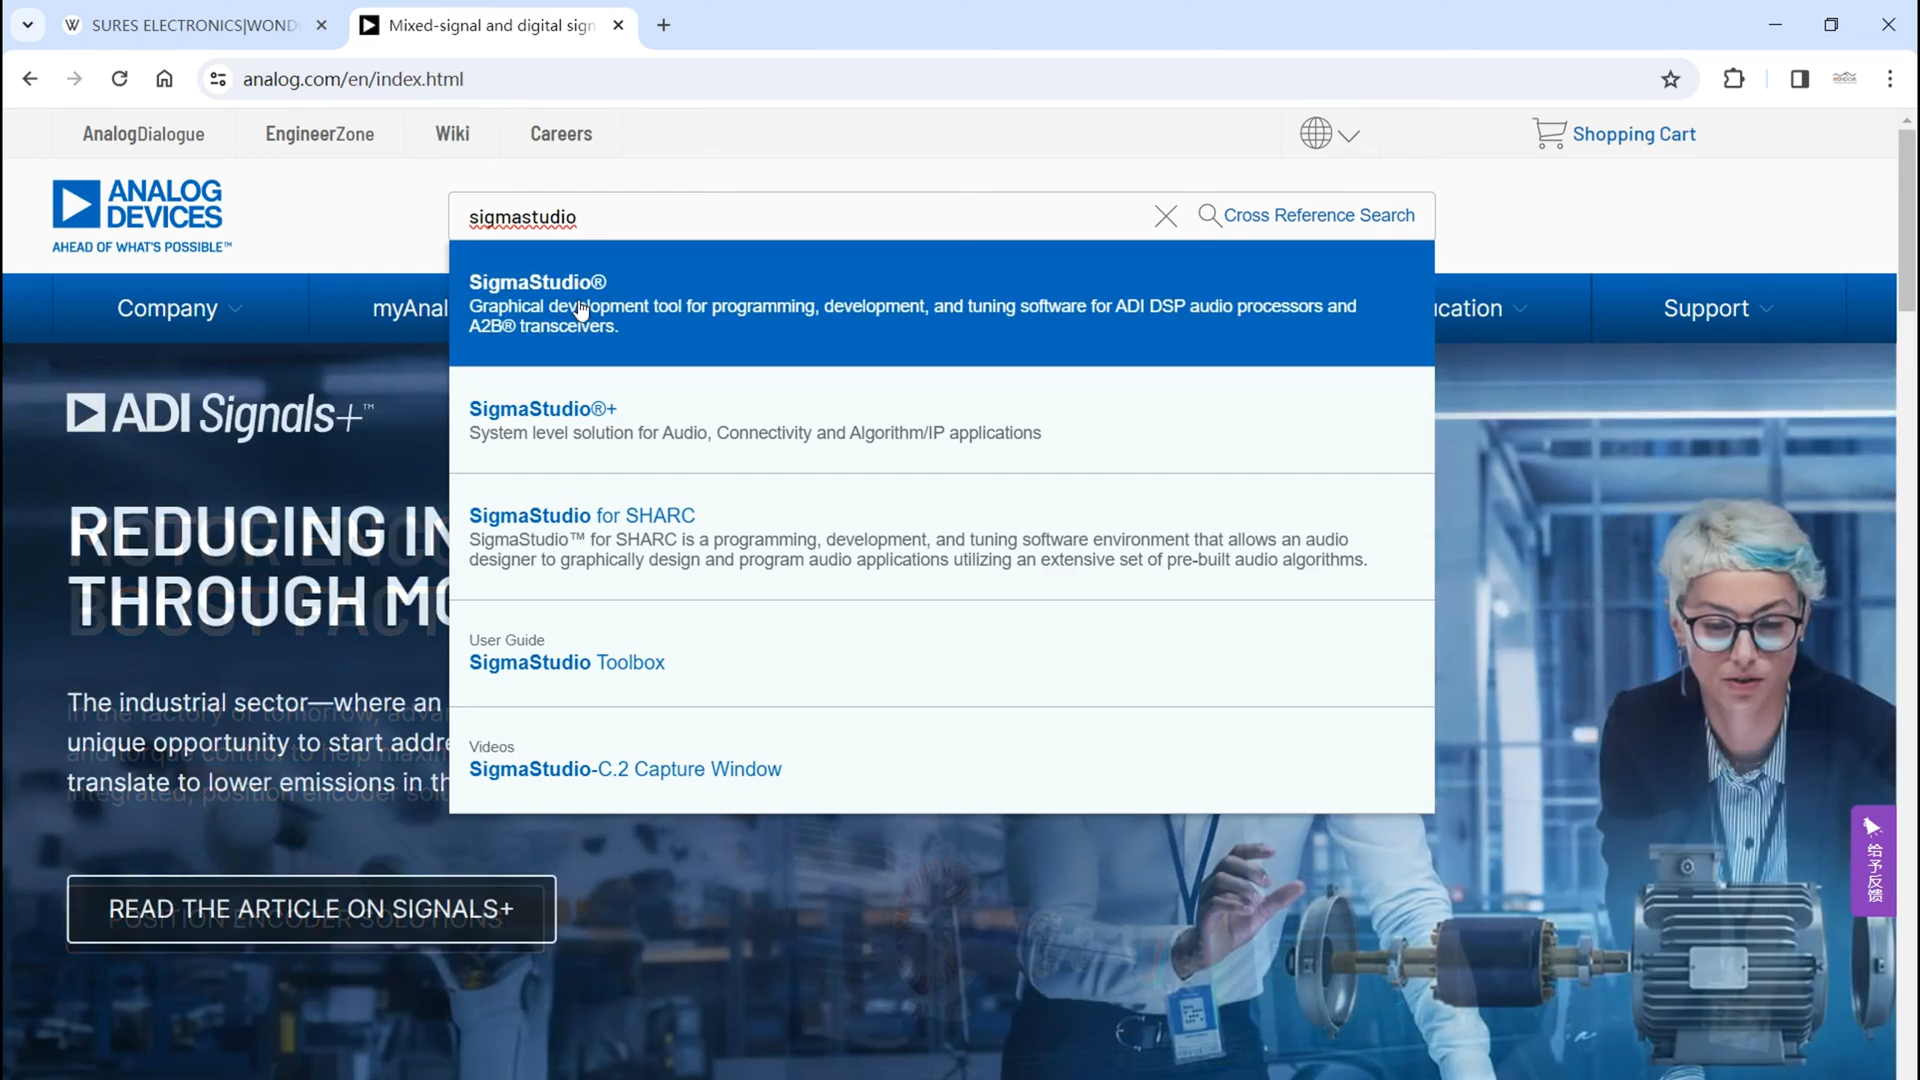 SURES ELECTRONICS|WOND
Mixed-signal and digital sign
analog.com/en/index.html
AnalogDialogue
EngineerZone
Wiki
Careers
Shopping Cart
ANALOG
DEVICES
AHEAD OF WHAT'S POSSIBLE™
sigmastudio
Cross Reference Search
Company
myAnal
ucation
Support
SigmaStudio®
Graphical development tool for programming, development, and tuning software for ADI DSP audio processors and
A2B® transceivers.
SigmaStudio®+
System level solution for Audio, Connectivity and Algorithm/IP applications
SigmaStudio for SHARC
SigmaStudio™ for SHARC is a programming, development, and tuning software environment that allows an audio
designer to graphically design and program audio applications utilizing an extensive set of pre-built audio algorithms.
User Guide
SigmaStudio Toolbox
Videos
SigmaStudio-C.2 Capture Window
ADI Signals+™
REDUCING IN
THROUGH MO
The industrial sector—where an
unique opportunity to start addre
translate to lower emissions in th
READ THE ARTICLE ON SIGNALS+
POSITION ENCODER SOLUTIONS
给予反馈